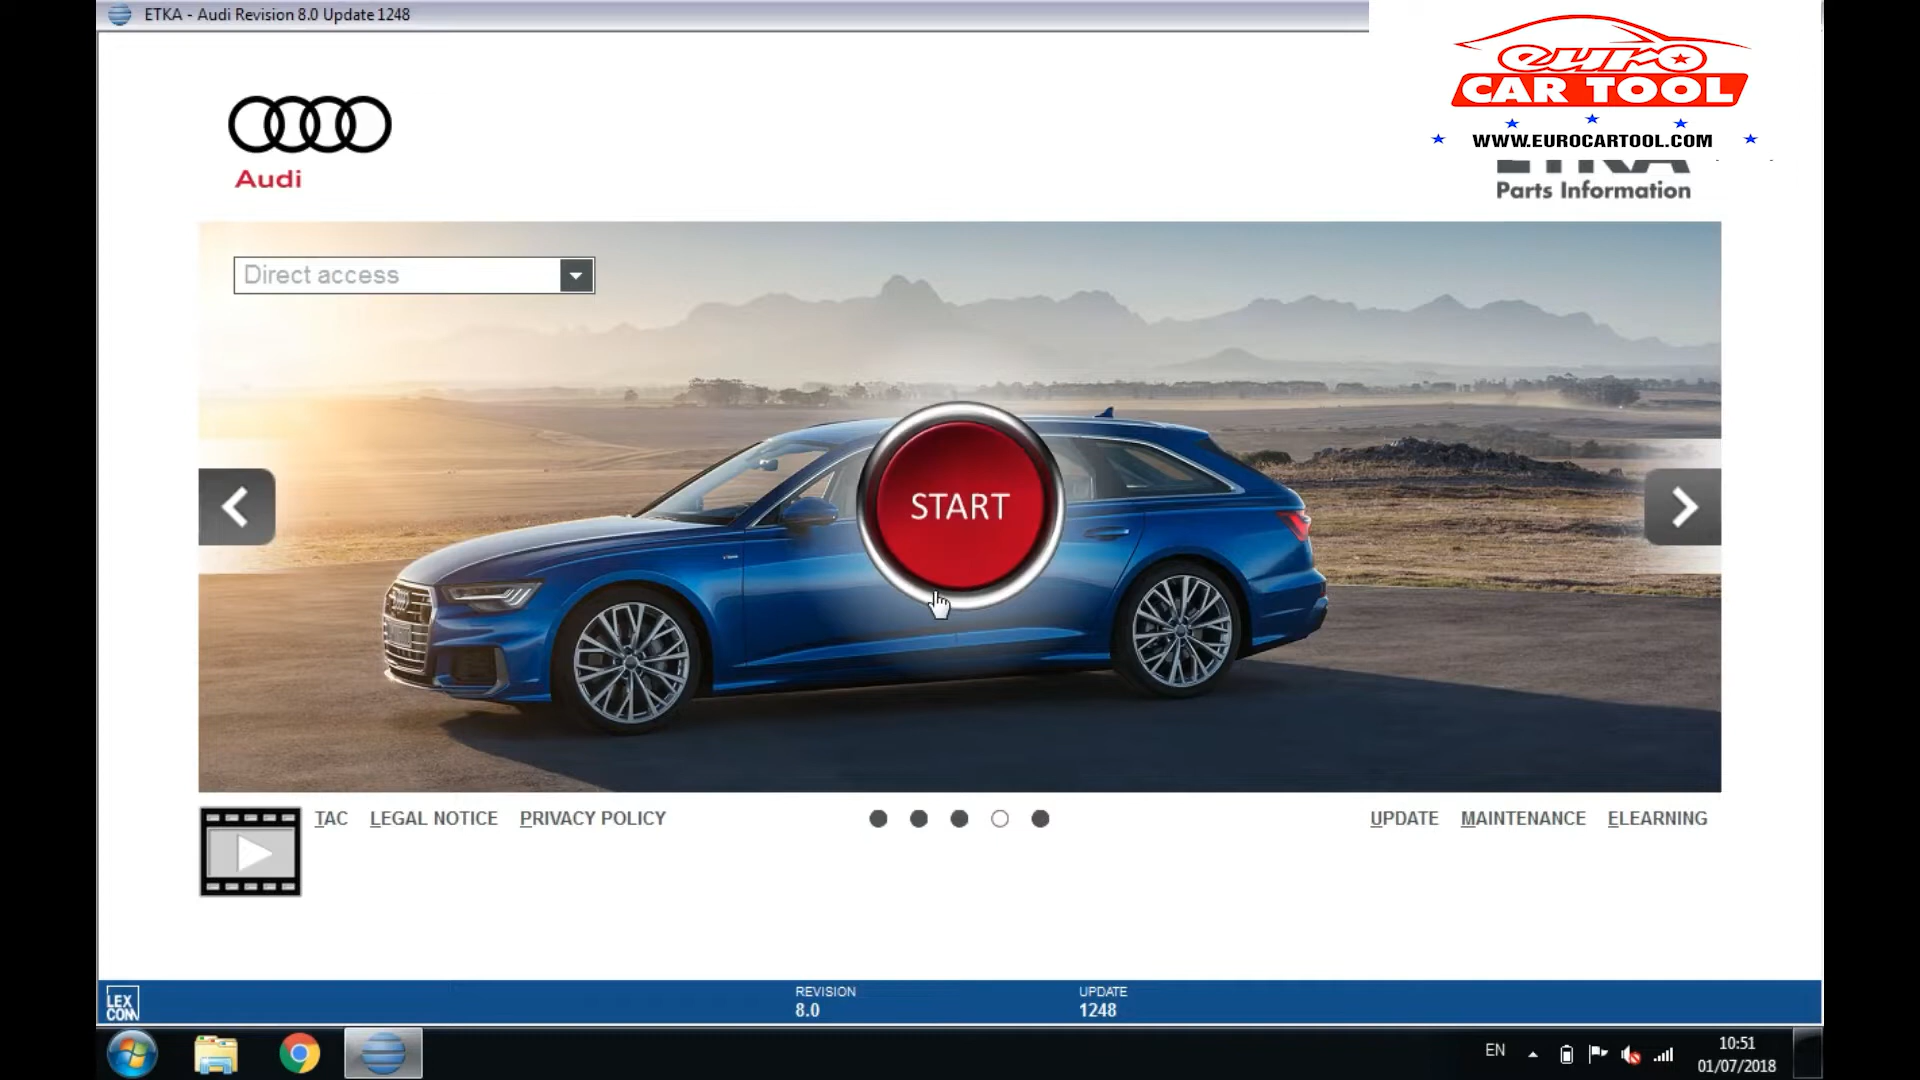 ETKA - Audi Revision 8.0 Update 1248
euro
CAR TOOL
WWW.EUROCARTOOL.COM
Audi
ETKA
Parts Information
Direct access
START
TAC LEGAL NOTICE PRIVACY POLICY
UPDATE MAINTENANCE ELEARNING
LEX
COM
REVISION
8.0
UPDATE
1248
EN
10:51
01/07/2018